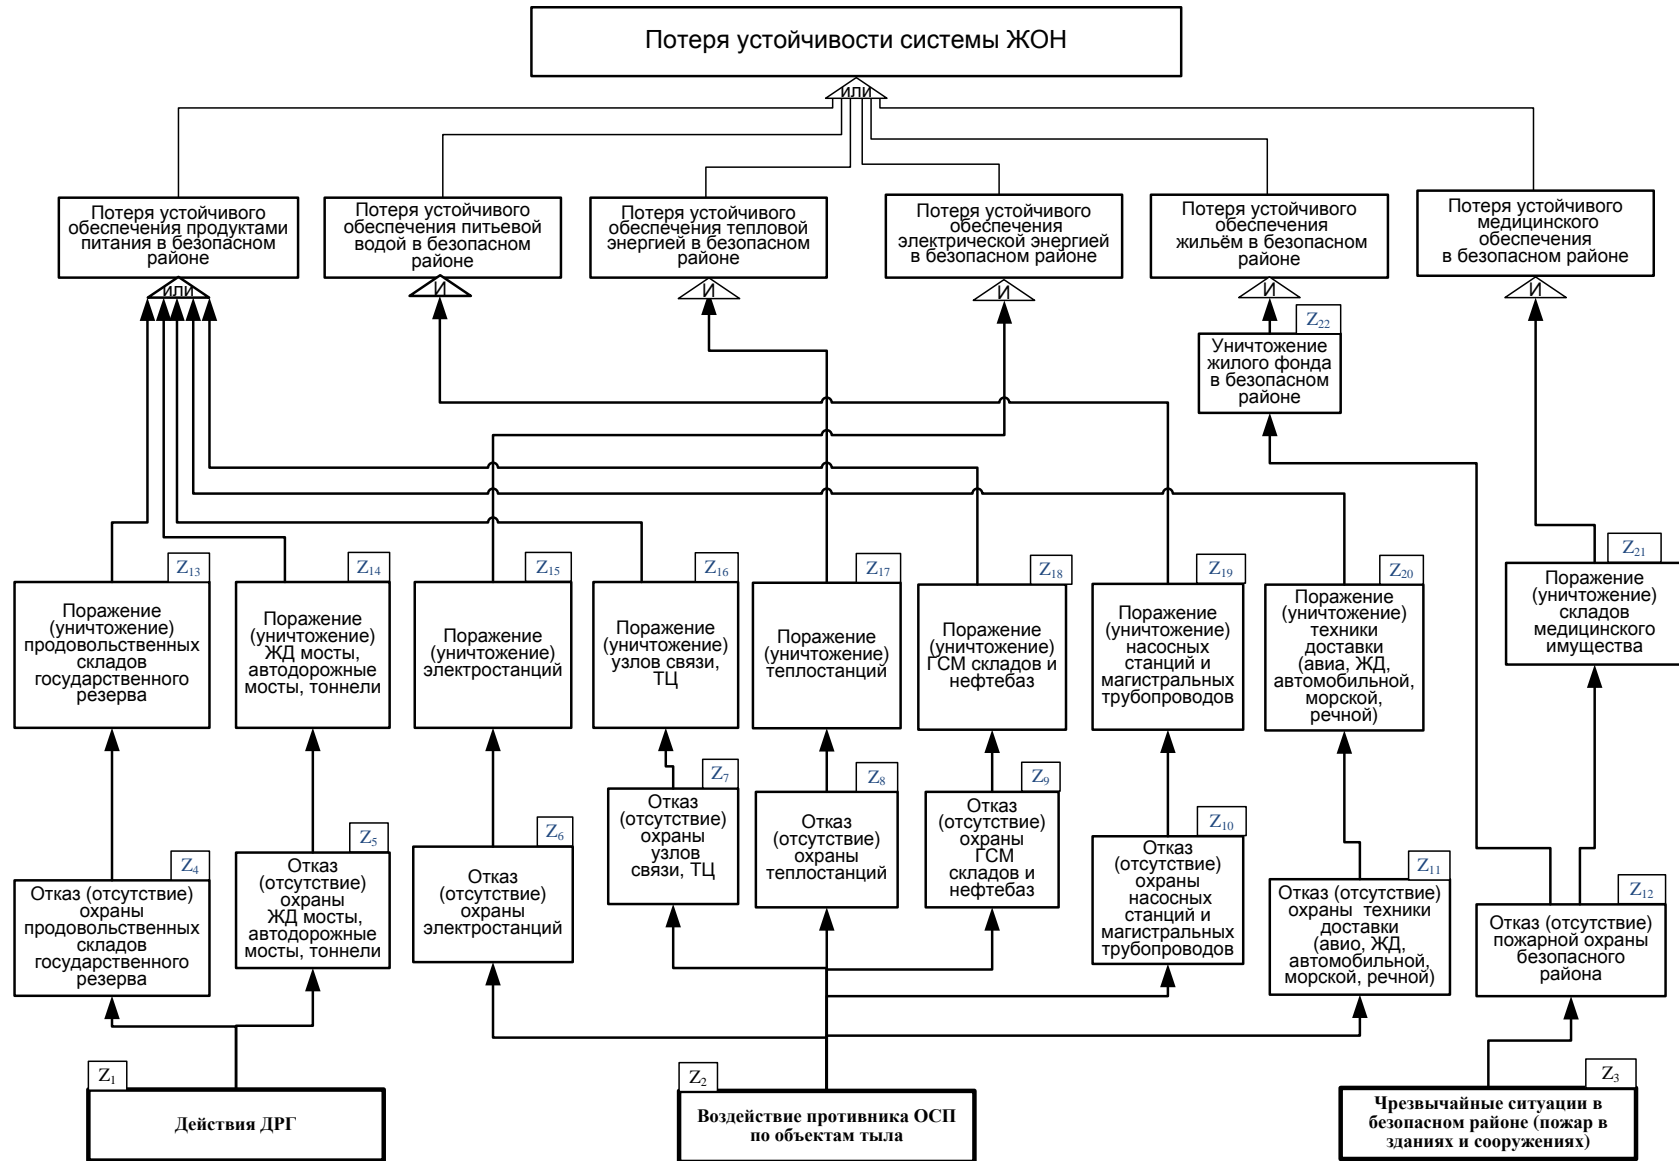 Потеря устойчивости системы ЖОН
ИЛИ
Потеря устойчивого
обеспечения продуктами
питания в безопасном
районе
Потеря устойчивого
обеспечения питьевой
водой в безопасном
районе
Потеря устойчивого
обеспечения тепловой
энергией в безопасном
районе
Потеря устойчивого
обеспечения
электрической энергией
в безопасном районе
Потеря устойчивого
обеспечения
жильём в безопасном
районе
Потеря устойчивого
медицинского
обеспечения
в безопасном районе
ИЛИ
И
И
И
И
И
Z22
Уничтожение
жилого фонда
в безопасном
районе
Z13
Поражение
(уничтожение)
продовольственных
складов
государственного
резерва
Z14
Поражение
(уничтожение)
ЖД мосты,
автодорожные
мосты, тоннели
Z15
Поражение
(уничтожение)
электростанций
Z16
Поражение
(уничтожение)
узлов связи,
ТЦ
Z17
Поражение
(уничтожение)
теплостанций
Z18
Поражение
(уничтожение)
ГСМ складов и
нефтебаз
Z19
Поражение
(уничтожение)
насосных
станций и
магистральных
трубопроводов
Z20
Поражение
(уничтожение)
техники
доставки
(авиа, ЖД,
автомобильной,
морской,
речной)
Z21
Поражение
(уничтожение)
складов
медицинского
имущества
Z4
Отказ (отсутствие)
охраны
продовольственных
складов
государственного
резерва
Z5
Отказ
(отсутствие)
охраны
ЖД мосты,
автодорожные
мосты, тоннели
Z6
Отказ
(отсутствие)
охраны
электростанций
Z7
Отказ
(отсутствие)
охраны
узлов
связи, ТЦ
Z8
Отказ
(отсутствие)
охраны
теплостанций
Z9
Отказ
(отсутствие)
охраны
ГСМ
складов и
нефтебаз
Z10
Отказ
(отсутствие)
охраны
насосных
станций и
магистральных
трубопроводов
Z11
Отказ (отсутствие)
охраны техники
доставки
(авио, ЖД,
автомобильной,
морской, речной)
Z12
Отказ (отсутствие)
пожарной охраны
безопасного
района
Z1
Действия ДРГ
Z2
Воздействие противника ОСП
по объектам тыла
Z3
Чрезвычайные ситуации в
безопасном районе (пожар в
зданиях и сооружениях)